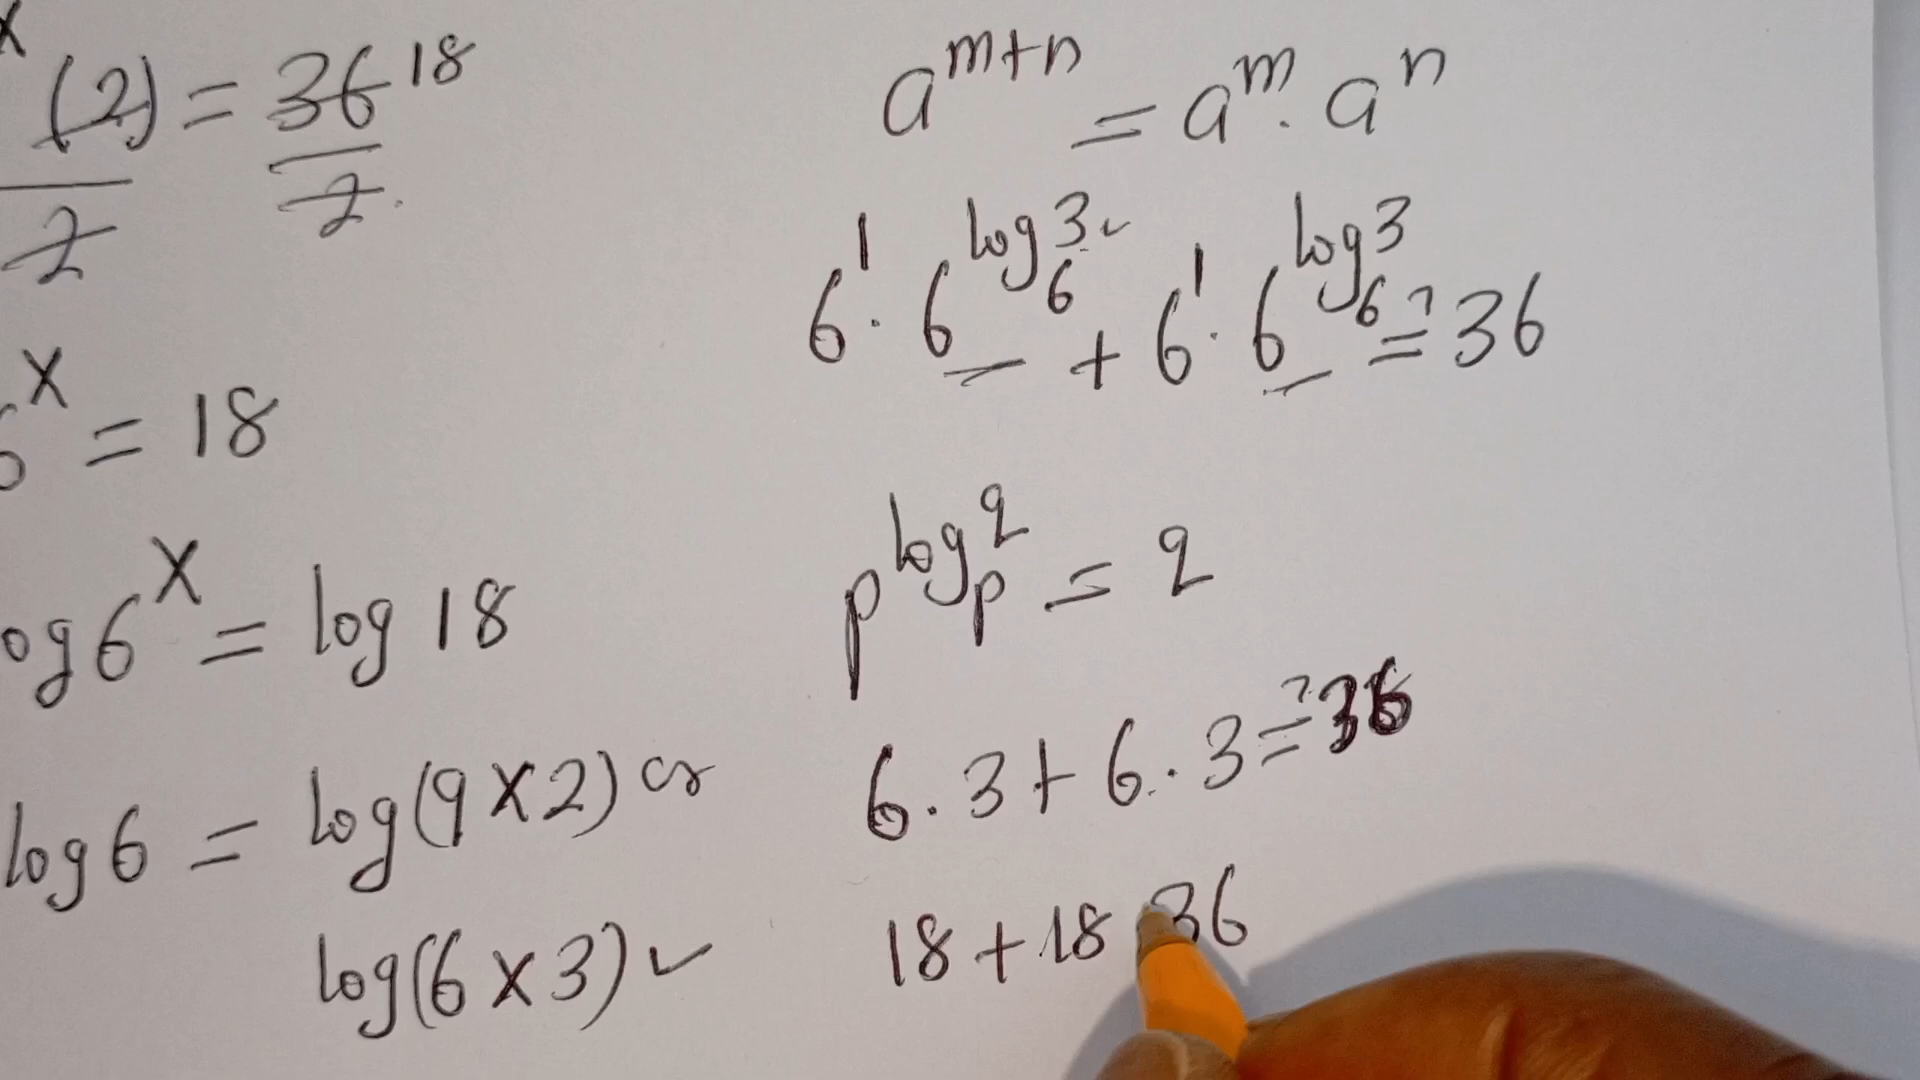 x
(2) = 36 18
2 2
6^x = 18
log 6^x = log 18
log 6 = log(9 x 2) or
log(6 x 3) ✓
a^m+n = a^m . a^n
6^1 . 6^log_6 3 + 6^1 . 6^log_6 3 =? 36
p^log_p q = q
6 . 3 + 6 . 3 =? 36
18 + 18 36